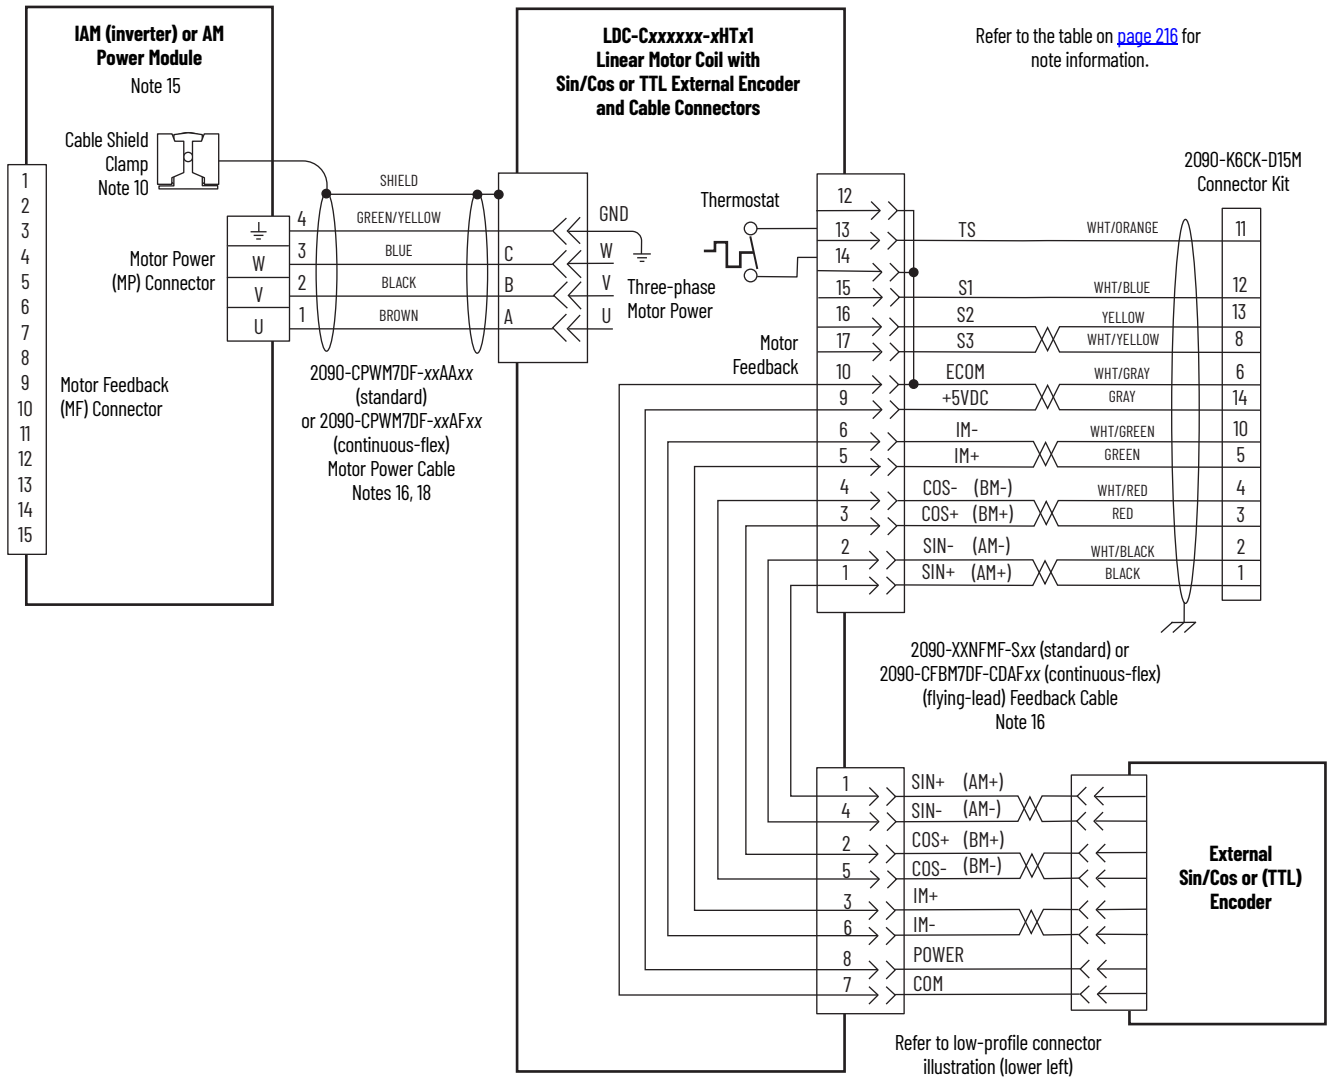 IAM (inverter) or AM
Power Module
Note 15
Cable Shield
Clamp
Note 10
1
2
3
4
5
6
7
8
9
10
11
12
13
14
15
Motor Power
(MP) Connector
Motor Feedback
(MF) Connector
W
V
U
4
3
2
1
SHIELD
GREEN/YELLOW
BLUE
BLACK
BROWN
C
B
A
GND
W
V
U
Three-phase
Motor Power
2090-CPWM7DF-xxAAxx
(standard)
or 2090-CPWM7DF-xxAFxx
(continuous-flex)
Motor Power Cable
Notes 16, 18
LDC-Cxxxxxx-xHTx1
Linear Motor Coil with
Sin/Cos or TTL External Encoder
and Cable Connectors
Refer to the table on page 216 for
note information.
2090-K6CK-D15M
Connector Kit
Thermostat
Motor
Feedback
12
13 TS WHT/ORANGE 11
14
15 S1 WHT/BLUE 12
16 S2 YELLOW 13
17 S3 WHT/YELLOW 8
10 ECOM WHT/GRAY 6
9 +5VDC GRAY 14
6 IM- WHT/GREEN 10
5 IM+ GREEN 5
4 COS- (BM-) WHT/RED 4
3 COS+ (BM+) RED 3
2 SIN- (AM-) WHT/BLACK 2
1 SIN+ (AM+) BLACK 1
2090-XXNFMF-Sxx (standard) or
2090-CFBM7DF-CDAFxx (continuous-flex)
(flying-lead) Feedback Cable
Note 16
1 SIN+ (AM+)
4 SIN- (AM-)
2 COS+ (BM+)
5 COS- (BM-)
3 IM+
6 IM-
8 POWER
7 COM
External
Sin/Cos or (TTL)
Encoder
Refer to low-profile connector
illustration (lower left)